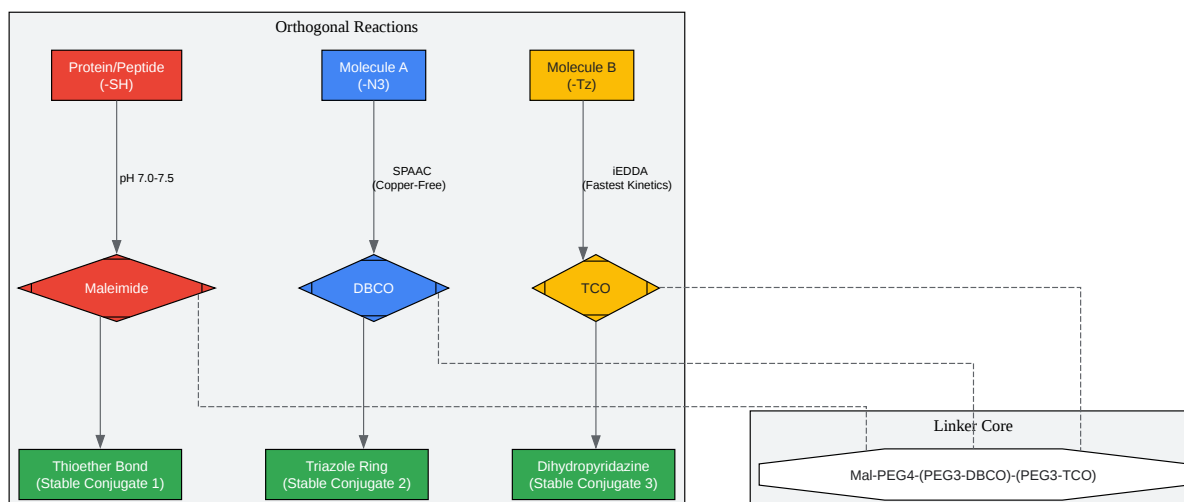 Orthogonal Reactions
Protein/Peptide
(-SH)
Molecule A
(-N3)
Molecule B
(-Tz)
pH 7.0-7.5
SPAAC
(Copper-Free)
iEDDA
(Fastest Kinetics)
Maleimide
DBCO
TCO
Thioether Bond
(Stable Conjugate 1)
Triazole Ring
(Stable Conjugate 2)
Dihydropyridazine
(Stable Conjugate 3)
Linker Core
Mal-PEG4-(PEG3-DBCO)-(PEG3-TCO)